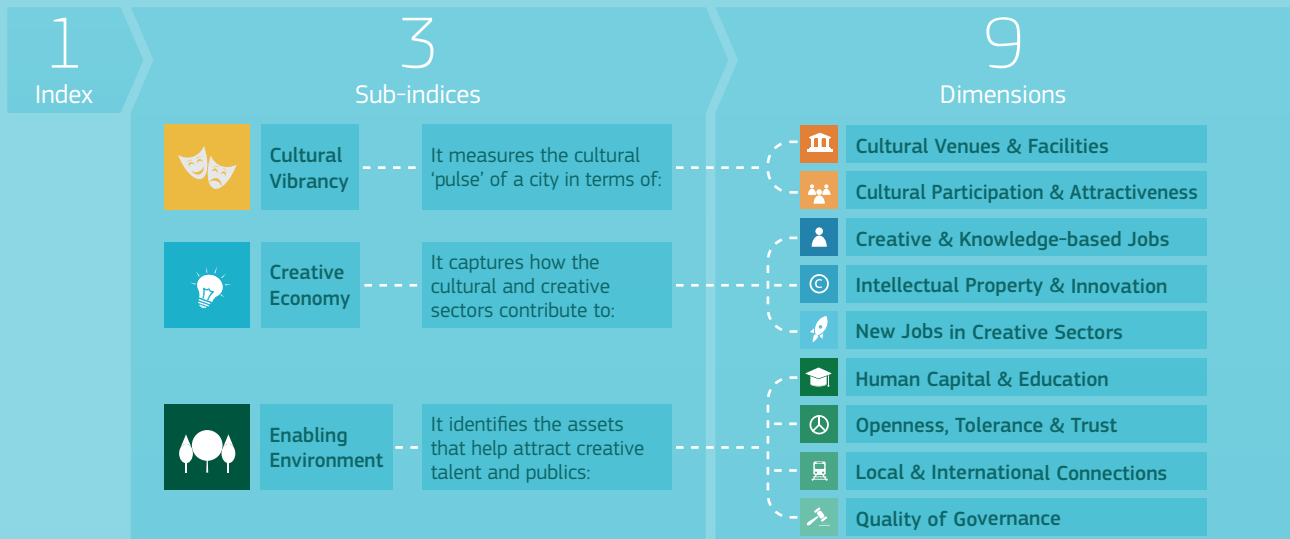 1
Index
3
Sub-indices
9
Dimensions
Cultural
Vibrancy
It measures the cultural
‘pulse’ of a city in terms of:
Cultural Venues & Facilities
Cultural Participation & Attractiveness
Creative
Economy
It captures how the
cultural and creative
sectors contribute to:
Creative & Knowledge-based Jobs
C
Intellectual Property & Innovation
New Jobs in Creative Sectors
Enabling
Environment
It identifies the assets
that help attract creative
talent and publics:
Human Capital & Education
Openness, Tolerance & Trust
Local & International Connections
Quality of Governance